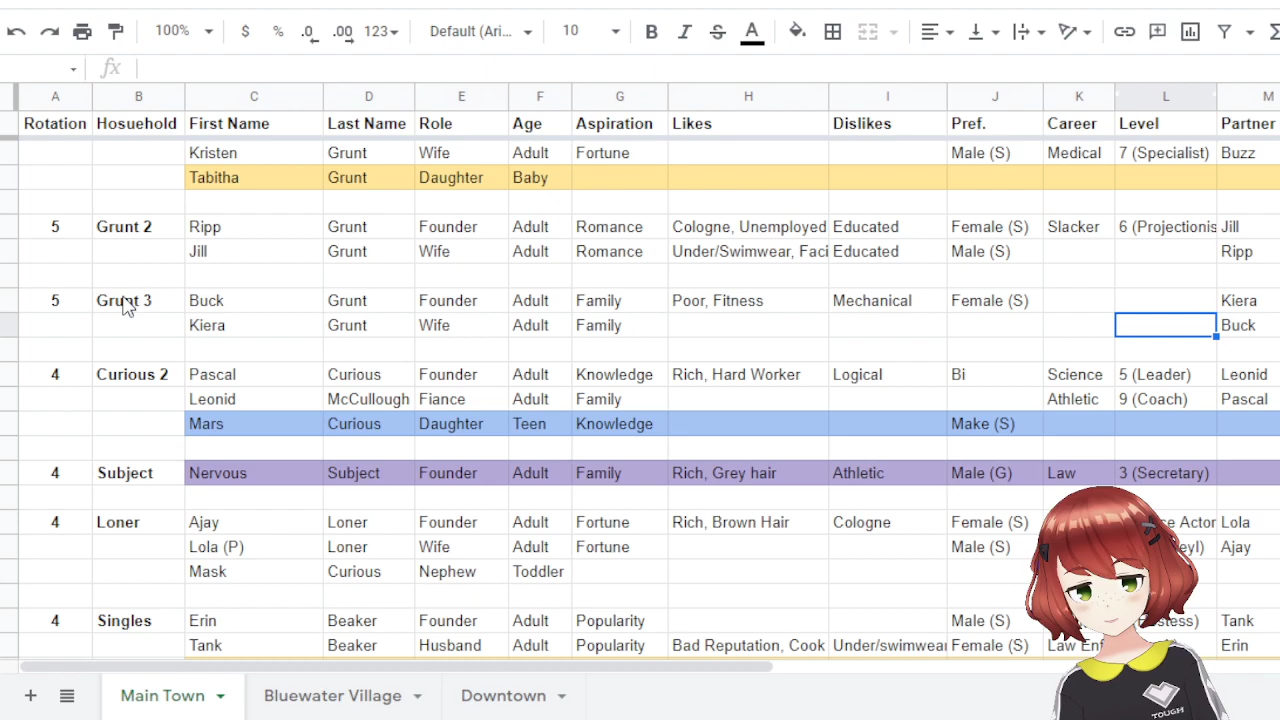 100% $ % .0 .00 123 Default (Ari... 10 B I S A
fx
A B C D E F G H I J K L M
Rotation Hosuehold First Name Last Name Role Age Aspiration Likes Dislikes Pref. Career Level Partner
Kristen Grunt Wife Adult Fortune Male (S) Medical 7 (Specialist) Buzz
Tabitha Grunt Daughter Baby
5 Grunt 2 Ripp Grunt Founder Adult Romance Cologne, Unemployed Educated Female (S) Slacker 6 (Projectionis Jill
Jill Grunt Wife Adult Romance Under/Swimwear, Faci Educated Male (S) Ripp
5 Grunt 3 Buck Grunt Founder Adult Family Poor, Fitness Mechanical Female (S) Kiera
Kiera Grunt Wife Adult Family Buck
4 Curious 2 Pascal Curious Founder Adult Knowledge Rich, Hard Worker Logical Bi Science 5 (Leader) Leonid
Leonid McCullough Fiance Adult Family Athletic 9 (Coach) Pascal
Mars Curious Daughter Teen Knowledge Make (S)
4 Subject Nervous Subject Founder Adult Family Rich, Grey hair Athletic Male (G) Law 3 (Secretary)
4 Loner Ajay Loner Founder Adult Fortune Rich, Brown Hair Cologne Female (S) Actor Lola
Lola (P) Loner Wife Adult Fortune Male (S) Ajay
Mask Curious Nephew Toddler
4 Singles Erin Beaker Founder Adult Popularity Male (S) Tank
Tank Beaker Husband Adult Popularity Bad Reputation, Cook Under/swimwea Female (S) Law En Erin
Main Town Bluewater Village Downtown
TOUGH